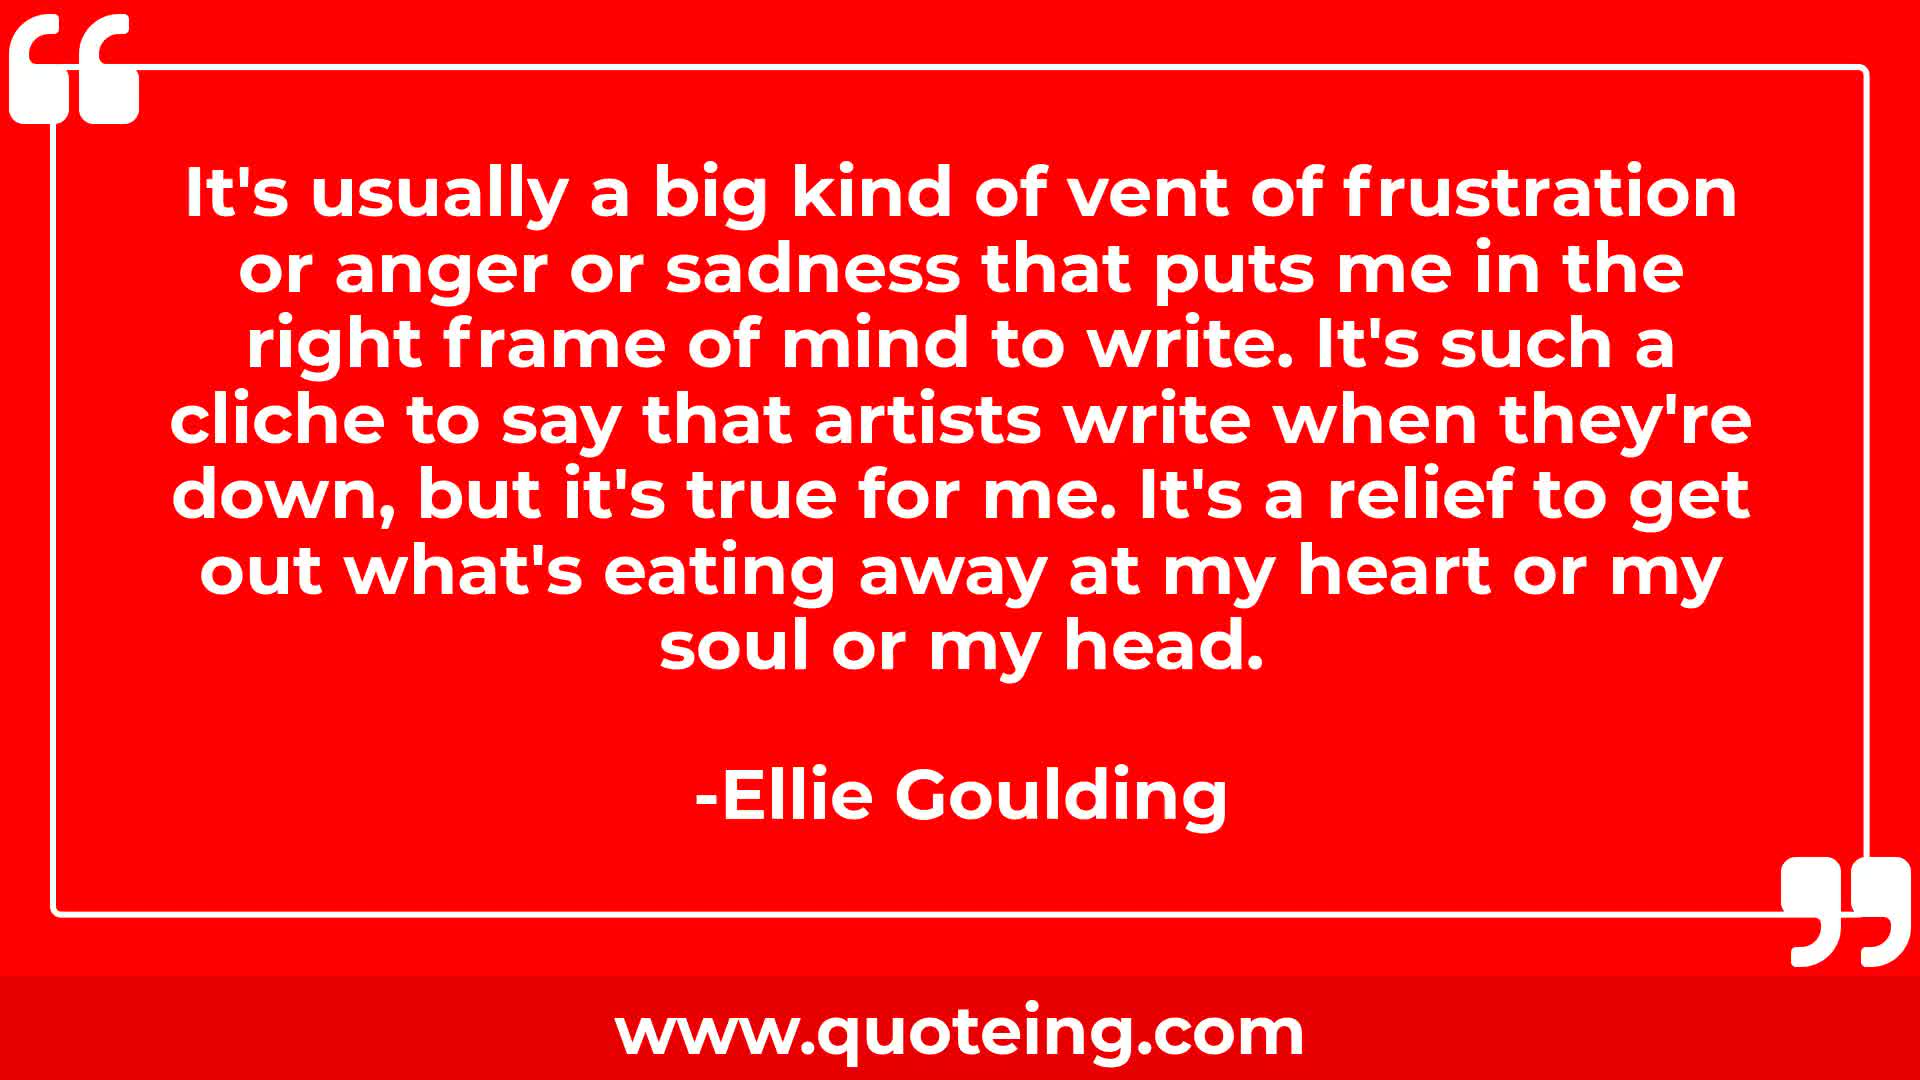 It's usually a big kind of vent of frustration
or anger or sadness that puts me in the
right frame of mind to write. It's such a
cliche to say that artists write when they're
down, but it's true for me. It's a relief to get
out what's eating away at my heart or my
soul or my head.
-Ellie Goulding
www.quoteing.com